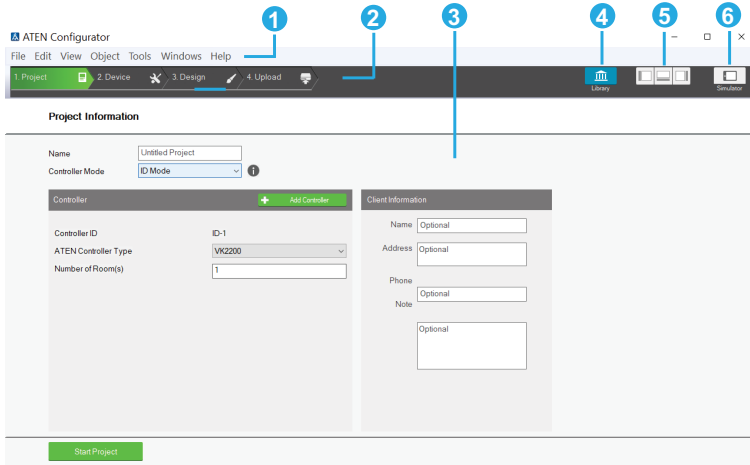 1 2 3 4 5 6
ATEN Configurator
File Edit View Object Tools Windows Help
1. Project 2. Device 3. Design 4. Upload Library Simulator
Project Information
Name Untitled Project
Controller Mode ID Mode
Controller Add Controller Client Information
Name Optional
Controller ID ID-1
Address Optional
ATEN Controller Type VK2200
Number of Room(s) 1
Phone Optional
Note Optional
Start Project